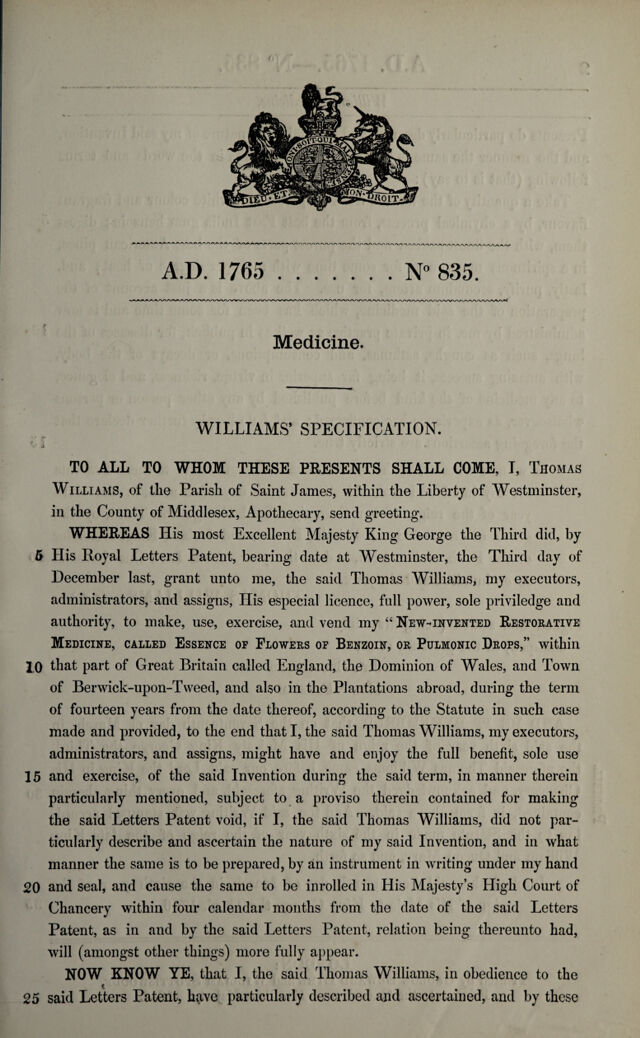 HONI SOIT QUI MAL Y PENSE
DIEU·ET MON·DROIT
A.D. 1765 . . . . . . . Nº 835.
Medicine.
WILLIAMS' SPECIFICATION.
TO ALL TO WHOM THESE PRESENTS SHALL COME, I, THOMAS
WILLIAMS, of the Parish of Saint James, within the Liberty of Westminster,
in the County of Middlesex, Apothecary, send greeting.
WHEREAS His most Excellent Majesty King George the Third did, by
5 His Royal Letters Patent, bearing date at Westminster, the Third day of
December last, grant unto me, the said Thomas Williams, my executors,
administrators, and assigns, His especial licence, full power, sole priviledge and
authority, to make, use, exercise, and vend my "NEW-INVENTED RESTORATIVE
MEDICINE, CALLED ESSENCE OF FLOWERS OF BENZOIN, OR PULMONIC DROPS," within
10 that part of Great Britain called England, the Dominion of Wales, and Town
of Berwick-upon-Tweed, and also in the Plantations abroad, during the term
of fourteen years from the date thereof, according to the Statute in such case
made and provided, to the end that I, the said Thomas Williams, my executors,
administrators, and assigns, might have and enjoy the full benefit, sole use
15 and exercise, of the said Invention during the said term, in manner therein
particularly mentioned, subject to a proviso therein contained for making
the said Letters Patent void, if I, the said Thomas Williams, did not par-
ticularly describe and ascertain the nature of my said Invention, and in what
manner the same is to be prepared, by an instrument in writing under my hand
20 and seal, and cause the same to be inrolled in His Majesty's High Court of
Chancery within four calendar months from the date of the said Letters
Patent, as in and by the said Letters Patent, relation being thereunto had,
will (amongst other things) more fully appear.
NOW KNOW YE, that I, the said Thomas Williams, in obedience to the
25 said Letters Patent, have particularly described and ascertained, and by these